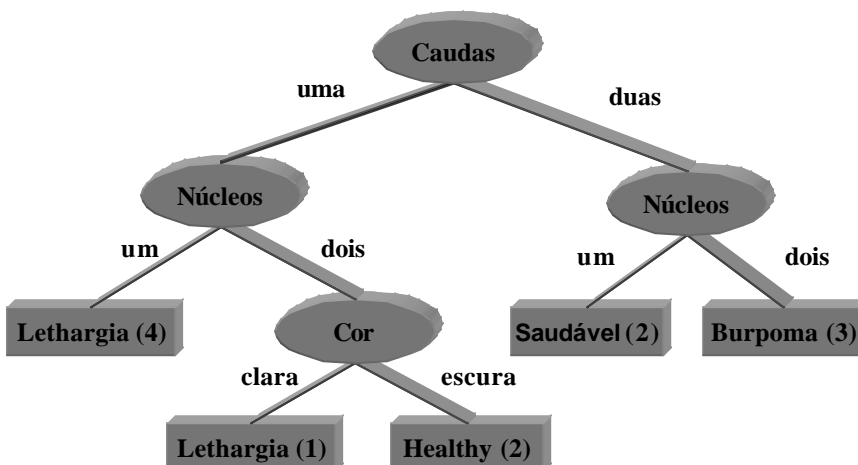 Caudas
uma duas
Núcleos Núcleos
um dois um dois
Lethargia (4) Cor Saudável (2) Burpoma (3)
clara escura
Lethargia (1) Healthy (2)